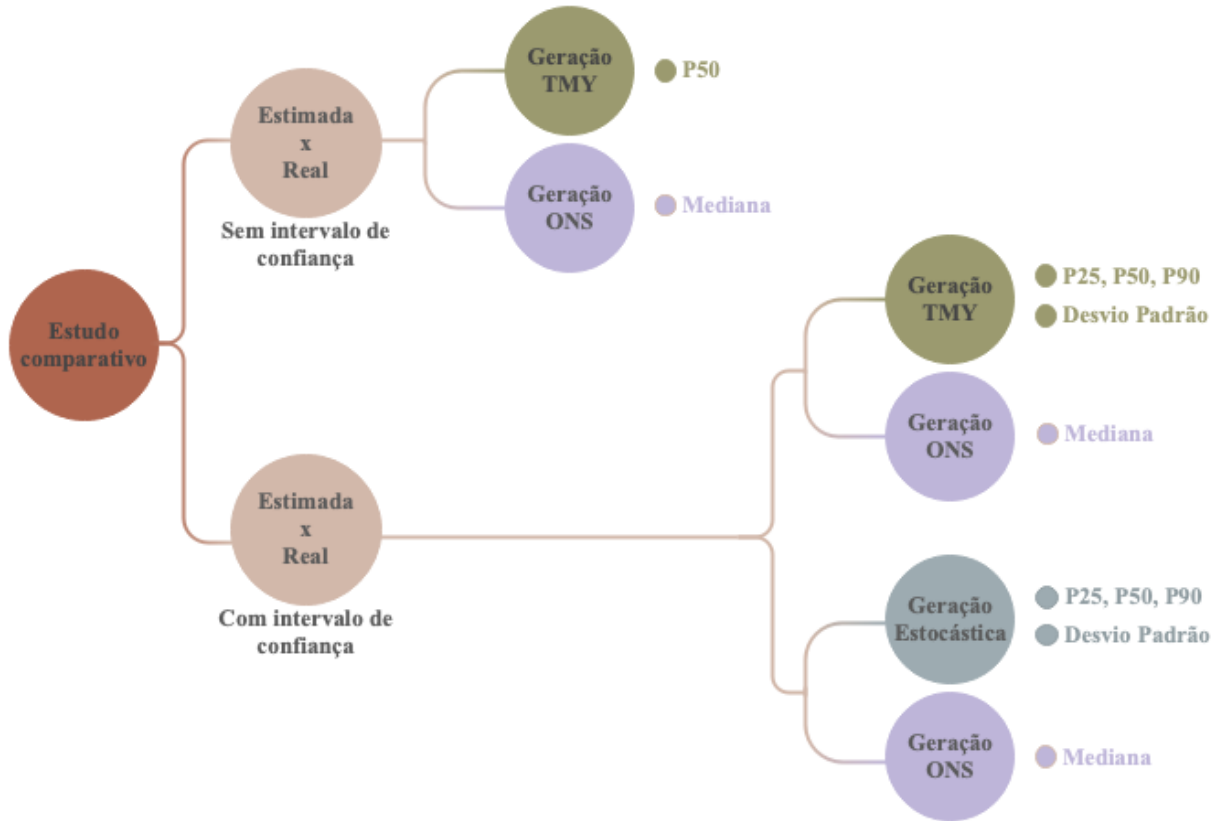 Estudo
comparativo
Estimada
x
Real
Sem intervalo de
confiança
Geração
TMY
P50
Geração
ONS
Mediana
Estimada
x
Real
Com intervalo de
confiança
Geração
TMY
P25, P50, P90
Desvio Padrão
Geração
ONS
Mediana
Geração
Estocástica
P25, P50, P90
Desvio Padrão
Geração
ONS
Mediana